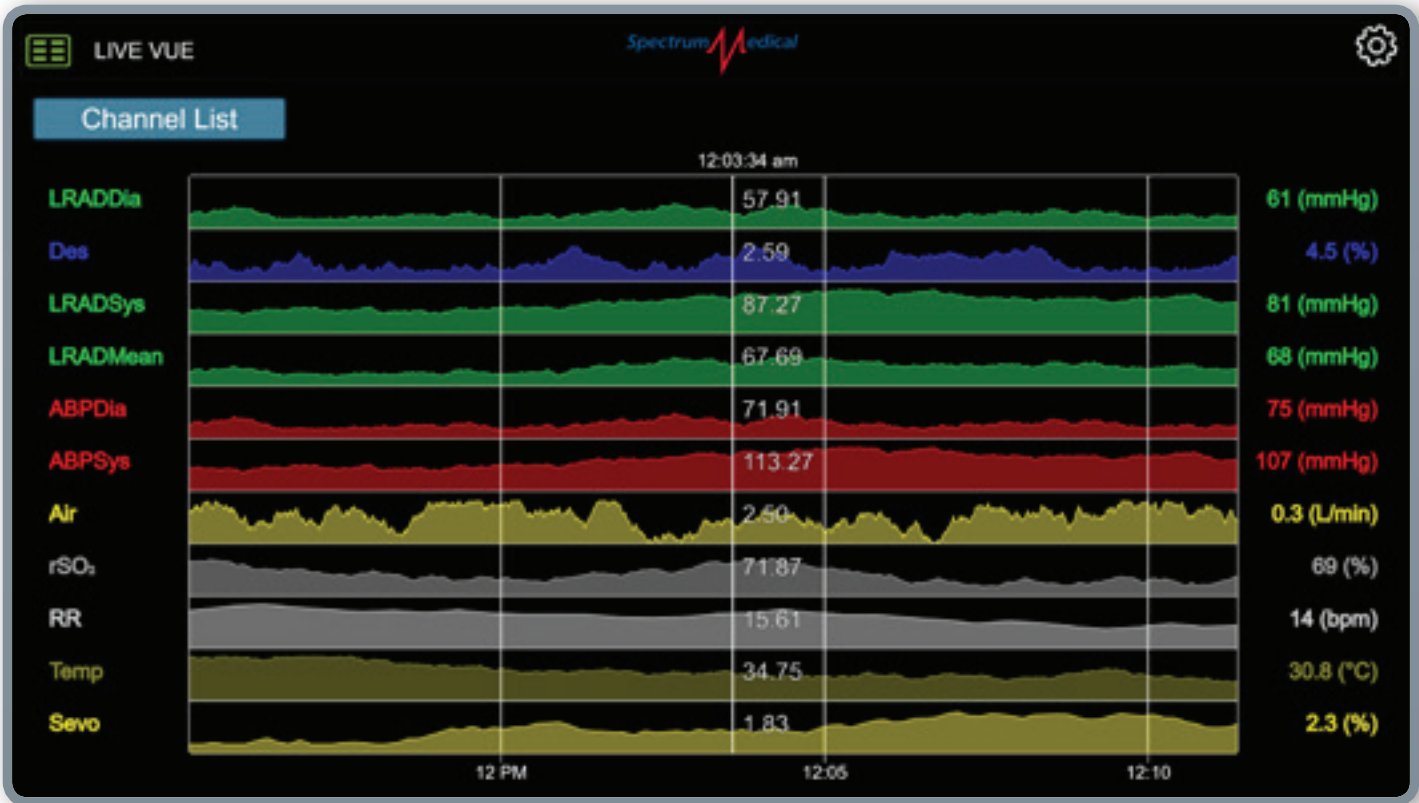 LIVE VUE
Spectrum Medical
Channel List
12:03:34 am
LRADDia 57.91 61 (mmHg)
Des 2.59 4.5 (%)
LRADSys 87.27 81 (mmHg)
LRADMean 67.69 68 (mmHg)
ABPDia 71.91 75 (mmHg)
ABPSys 113.27 107 (mmHg)
Air 2.50 0.3 (L/min)
rSO₂ 71.87 69 (%)
RR 15.61 14 (bpm)
Temp 34.75 30.8 (°C)
Sevo 1.83 2.3 (%)
12 PM 12:05 12:10